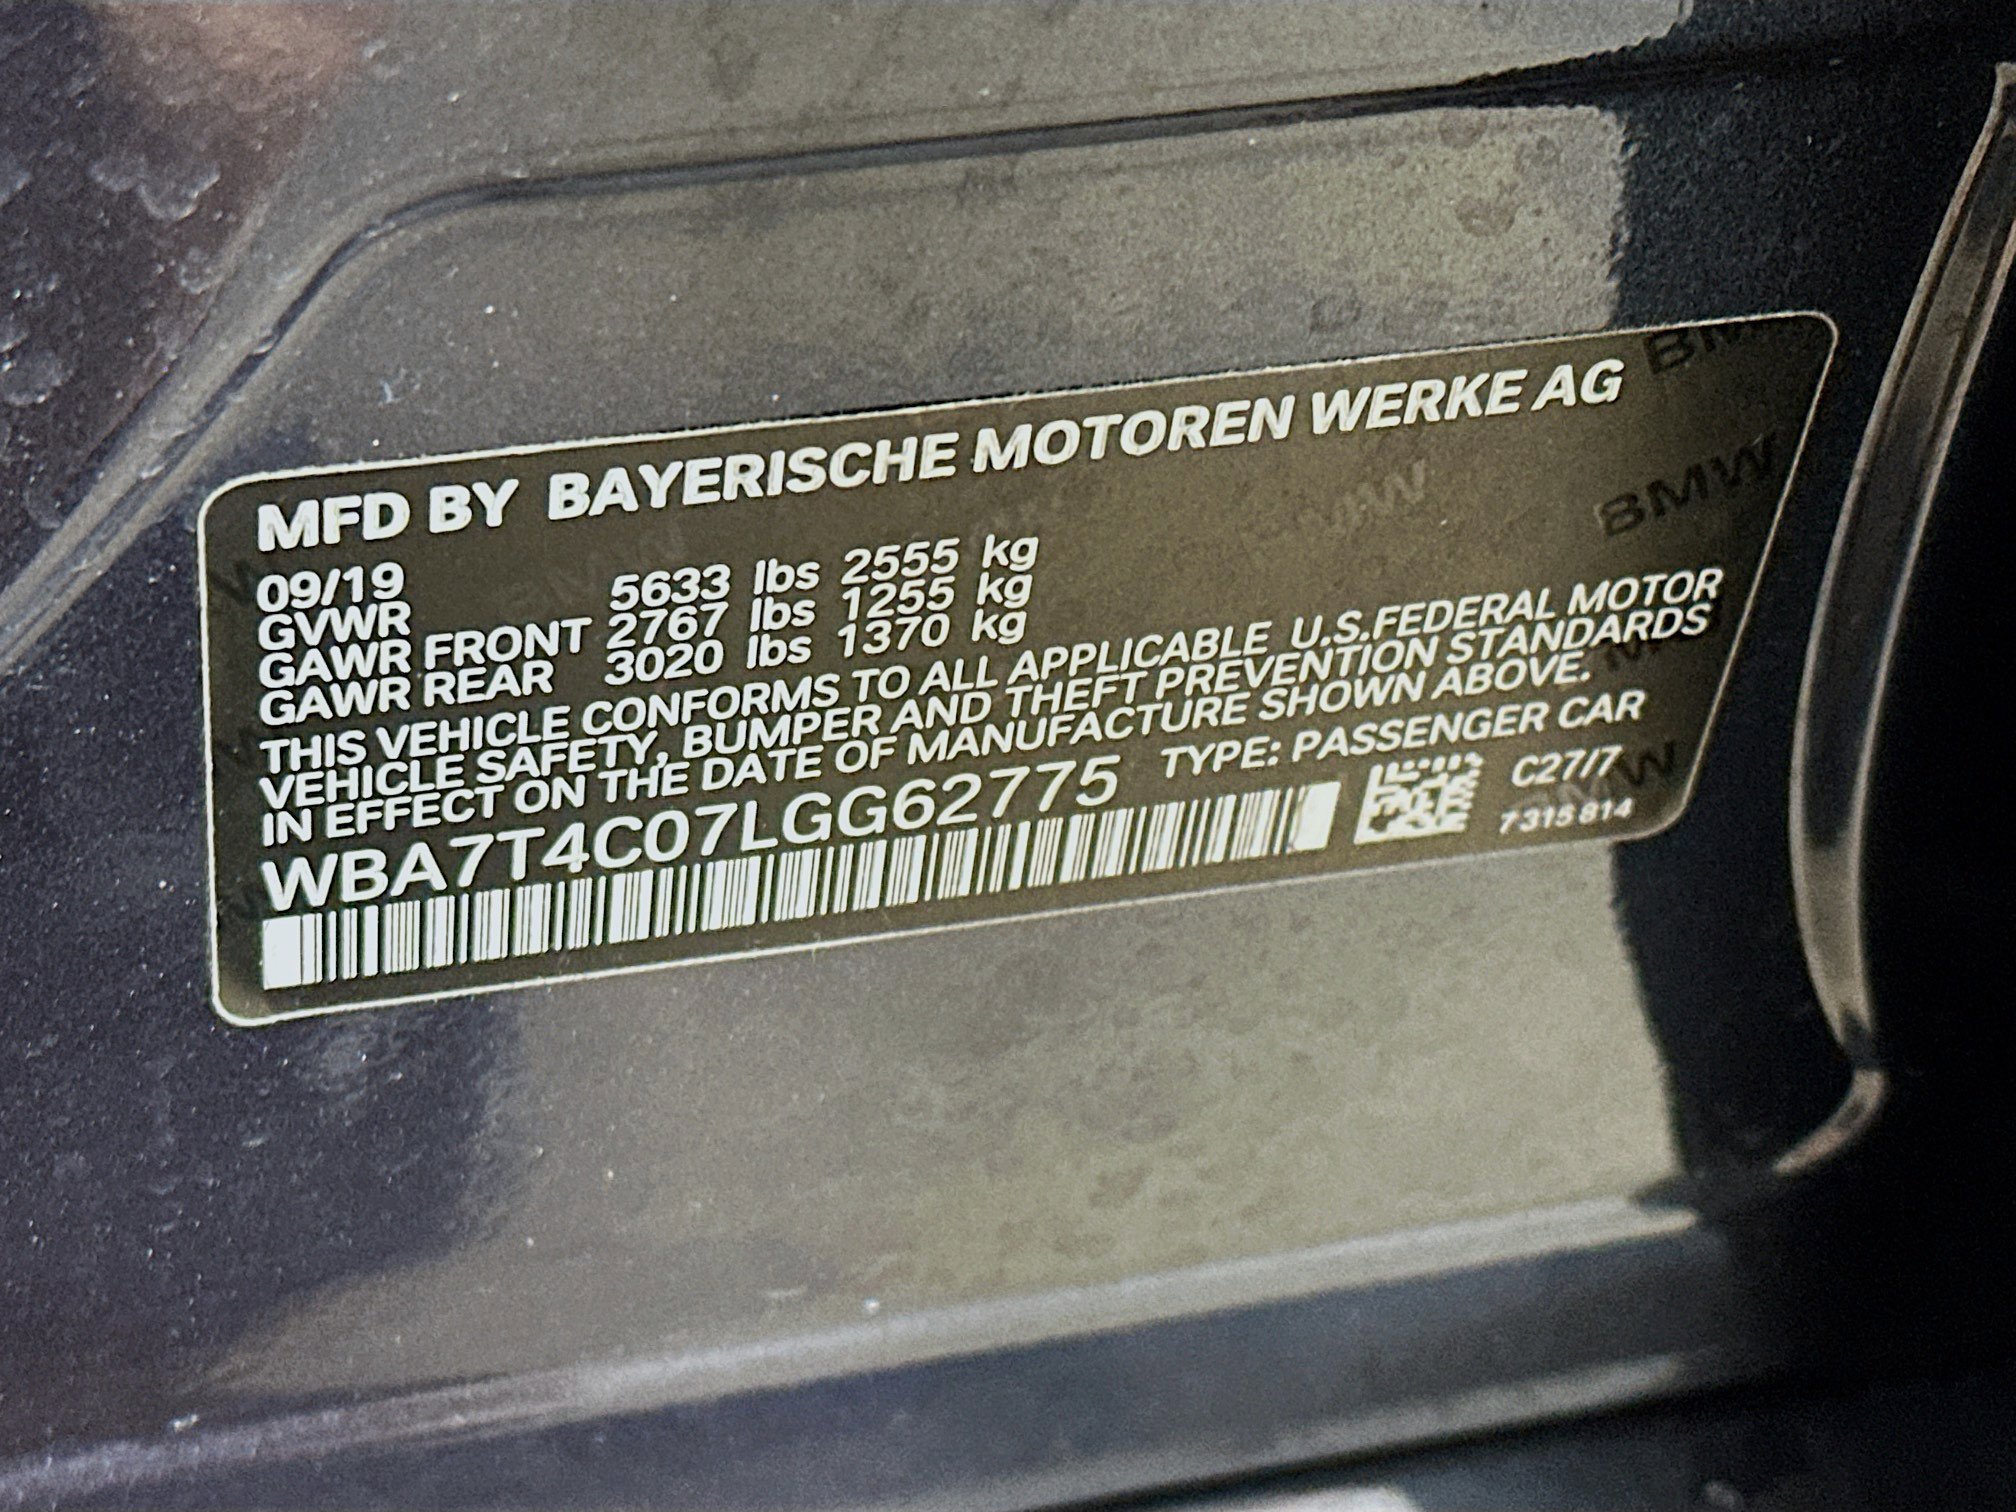 MFD BY BAYERISCHE MOTOREN WERKE AG
09/19
GVWR 5633 lbs 2555 kg
GAWR FRONT 2767 lbs 1255 kg
GAWR REAR 3020 lbs 1370 kg
THIS VEHICLE CONFORMS TO ALL APPLICABLE U.S.FEDERAL MOTOR
VEHICLE SAFETY, BUMPER AND THEFT PREVENTION STANDARDS
IN EFFECT ON THE DATE OF MANUFACTURE SHOWN ABOVE.
WBA7T4C07LGG62775 TYPE: PASSENGER CAR
C27/7
7315814
BMW
BMW